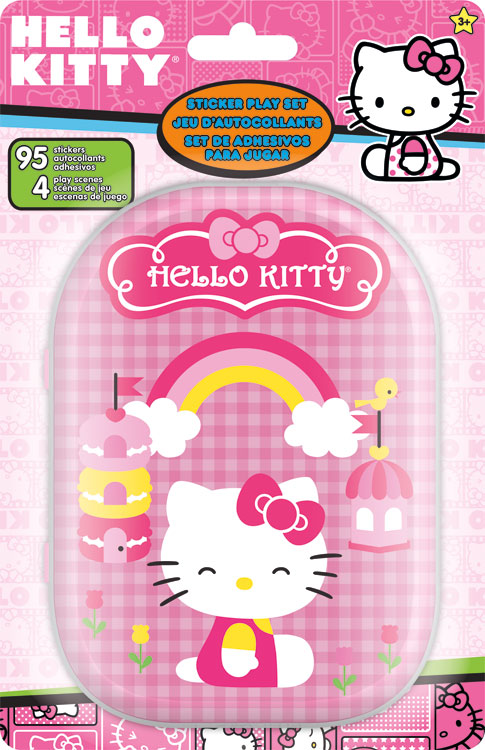 HELLO
KITTY®
3+
STICKER PLAY SET
JEU D'AUTOCOLLANTS
SET DE ADHESIVOS
PARA JUGAR
95 stickers
autocollants
adhesivos
4 play scenes
scènes de jeu
escenas de juego
HELLO KITTY®